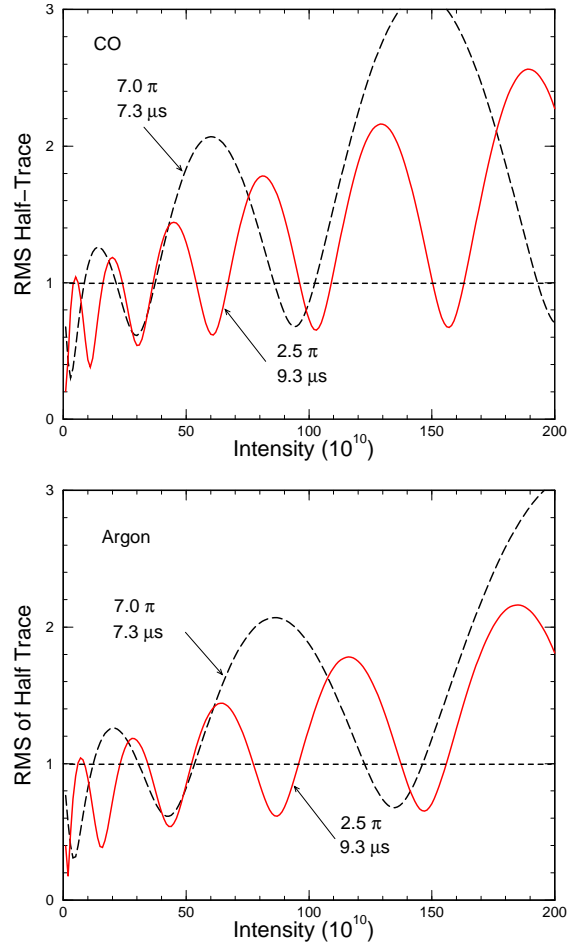 3
CO
7.0 π
7.3 μs
2
RMS Half−Trace
1
2.5 π
9.3 μs
0
0 50 100 150 200
Intensity (10^10)
3
Argon
7.0 π
7.3 μs
2
RMS of Half Trace
1
2.5 π
9.3 μs
0
0 50 100 150 200
Intensity (10^10)